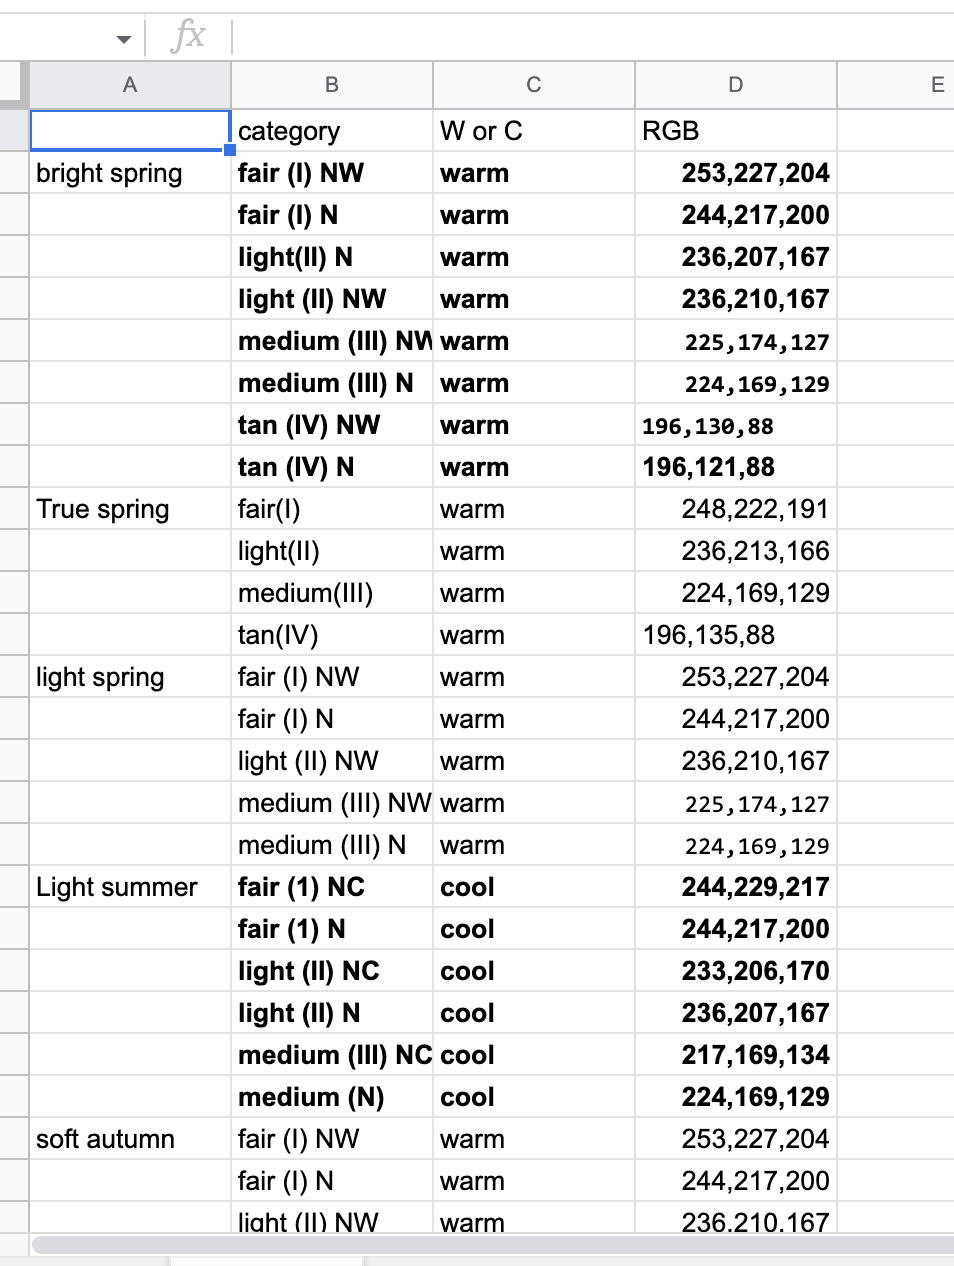 fx
A B C D E
category W or C RGB
bright spring fair (I) NW warm 253,227,204
fair (I) N warm 244,217,200
light(II) N warm 236,207,167
light (II) NW warm 236,210,167
medium (III) NW warm 225,174,127
medium (III) N warm 224,169,129
tan (IV) NW warm 196,130,88
tan (IV) N warm 196,121,88
True spring fair(I) warm 248,222,191
light(II) warm 236,213,166
medium(III) warm 224,169,129
tan(IV) warm 196,135,88
light spring fair (I) NW warm 253,227,204
fair (I) N warm 244,217,200
light (II) NW warm 236,210,167
medium (III) NW warm 225,174,127
medium (III) N warm 224,169,129
Light summer fair (1) NC cool 244,229,217
fair (1) N cool 244,217,200
light (II) NC cool 233,206,170
light (II) N cool 236,207,167
medium (III) NC cool 217,169,134
medium (N) cool 224,169,129
soft autumn fair (I) NW warm 253,227,204
fair (I) N warm 244,217,200
light (II) NW warm 236,210,167